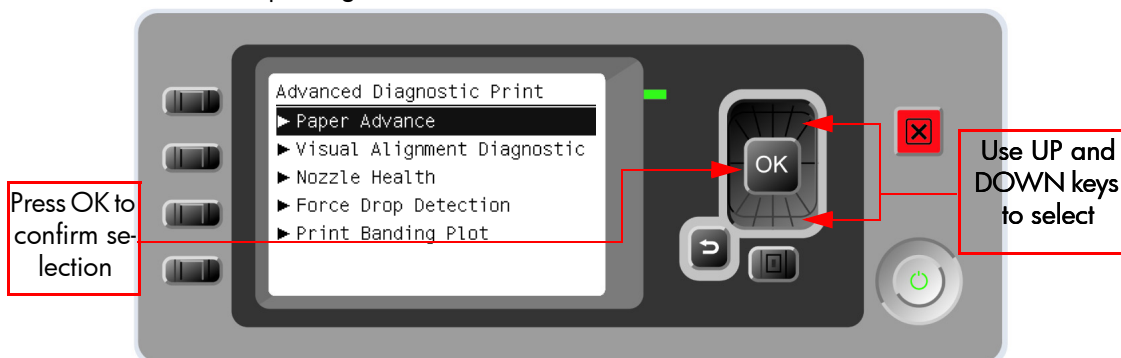 Advanced Diagnostic Print
▶ Paper Advance
▶ Visual Alignment Diagnostic
▶ Nozzle Health
▶ Force Drop Detection
▶ Print Banding Plot
OK
Press OK to
confirm se-
lection
Use UP and
DOWN keys
to select